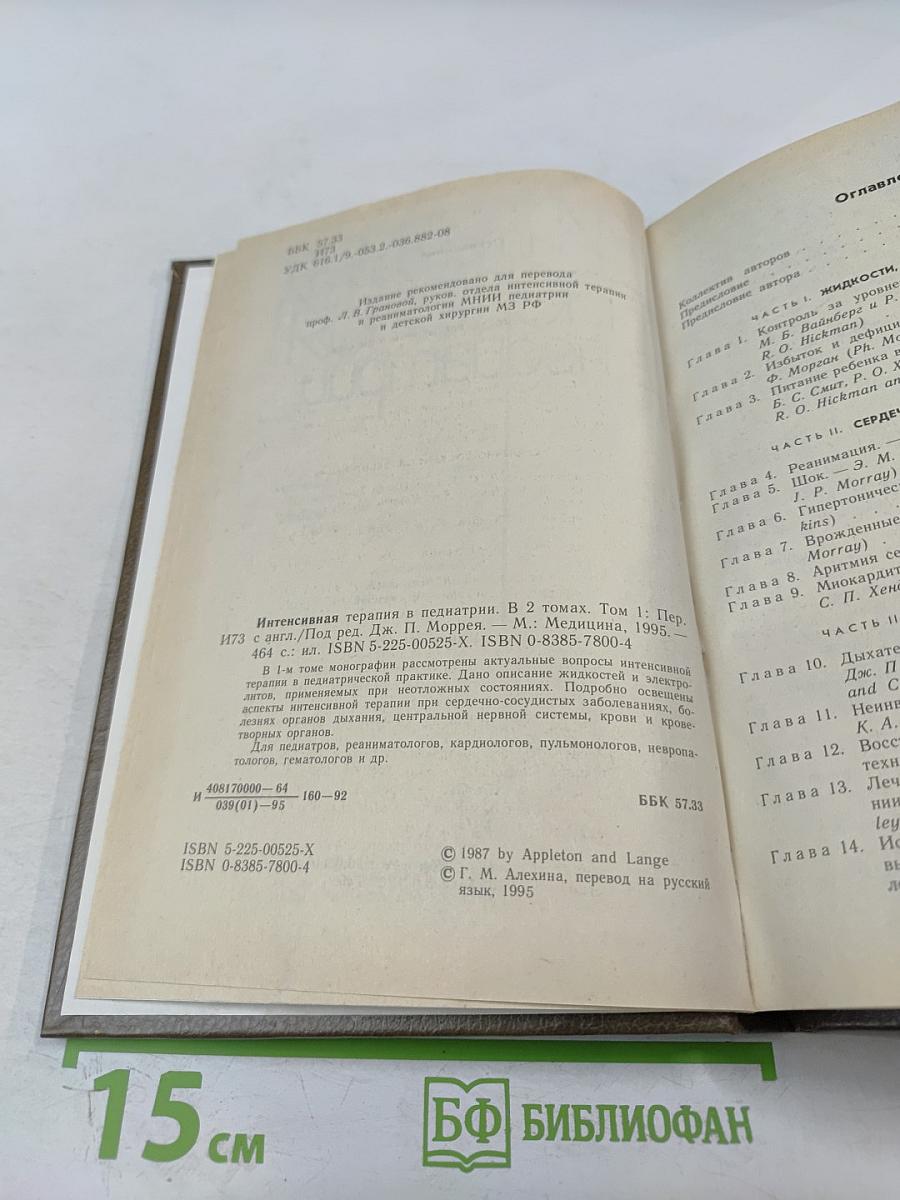 ББК 57.33
И73
УДК 616.1/9.-053.2.-036.882-08
Издание рекомендовано для перевода
проф. Л. В. Грановой, руков. отдела интенсивной терапии
и реаниматологии МНИИ педиатрии
и детской хирургии МЗ РФ
Интенсивная терапия в педиатрии. В 2 томах. Том 1: Пер.
И73 с англ./Под ред. Дж. П. Моррея. — М.: Медицина, 1995.—
464 с.: ил. ISBN 5-225-00525-X. ISBN 0-8385-7800-4
В 1-м томе монографии рассмотрены актуальные вопросы интенсивной
терапии в педиатрической практике. Дано описание жидкостей и электро-
литов, применяемых при неотложных состояниях. Подробно освещены
аспекты интенсивной терапии при сердечно-сосудистых заболеваниях, бо-
лезнях органов дыхания, центральной нервной системы, крови и крове-
творных органов.
Для педиатров, реаниматологов, кардиологов, пульмонологов, невропа-
тологов, гематологов и др.
И 408170000—64
039(01)—95 160—92
ББК 57.33
ISBN 5-225-00525-X
ISBN 0-8385-7800-4
© 1987 by Appleton and Lange
© Г. М. Алехина, перевод на русский
язык, 1995
Оглавле
Коллектив авторов
Предисловие
Предисловие автора
ЧАСТЬ I. ЖИДКОСТИ,
Глава 1. Контроль за уровне
М. Б. Вайнберг и Р.
R. O. Hickman)
Глава 2. Избыток и дефици
Ф. Морган (Ph. Mo
Глава 3. Питание ребенка в
Б. С. Смит, Р. О. Х
R. O. Hickman an
ЧАСТЬ II. СЕРДЕЧ
Глава 4. Реанимация. —
Глава 5. Шок. — Э. М.
J. P. Morray)
Глава 6. Гипертоническ
kins)
Глава 7. Врожденные
Morray)
Глава 8. Аритмия се
Глава 9. Миокардит
С. П. Хенд
ЧАСТЬ II
Глава 10. Дыхате
Дж. П
and C
Глава 11. Неинв
К. А.
Глава 12. Восст
техн
Глава 13. Леч
нии
ley
Глава 14. Ис
вы
ле
15 см
БФ БИБЛИОФАН